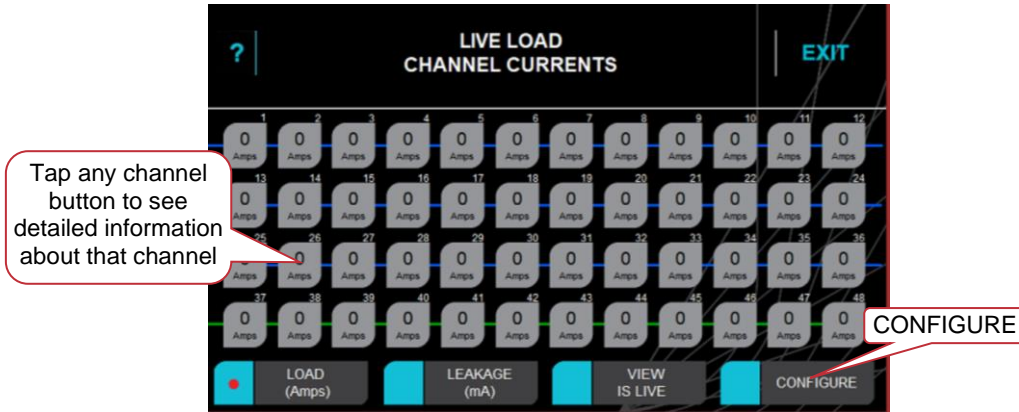 ?
LIVE LOAD
CHANNEL CURRENTS
EXIT
1 2 3 4 5 6 7 8 9 10 11 12
0 0 0 0 0 0 0 0 0 0 0 0
Amps Amps Amps Amps Amps Amps Amps Amps Amps Amps Amps Amps
13 14 15 16 17 18 19 20 21 22 23 24
0 0 0 0 0 0 0 0 0 0 0 0
Amps Amps Amps Amps Amps Amps Amps Amps Amps Amps Amps Amps
Tap any channel
button to see
detailed information
about that channel
25 26 27 28 29 30 31 32 33 34 35 36
0 0 0 0 0 0 0 0 0 0 0 0
Amps Amps Amps Amps Amps Amps Amps Amps Amps Amps Amps Amps
37 38 39 40 41 42 43 44 45 46 47 48
0 0 0 0 0 0 0 0 0 0 0 0
Amps Amps Amps Amps Amps Amps Amps Amps Amps Amps Amps Amps
CONFIGURE
LOAD
(Amps)
LEAKAGE
(mA)
VIEW
IS LIVE
CONFIGURE